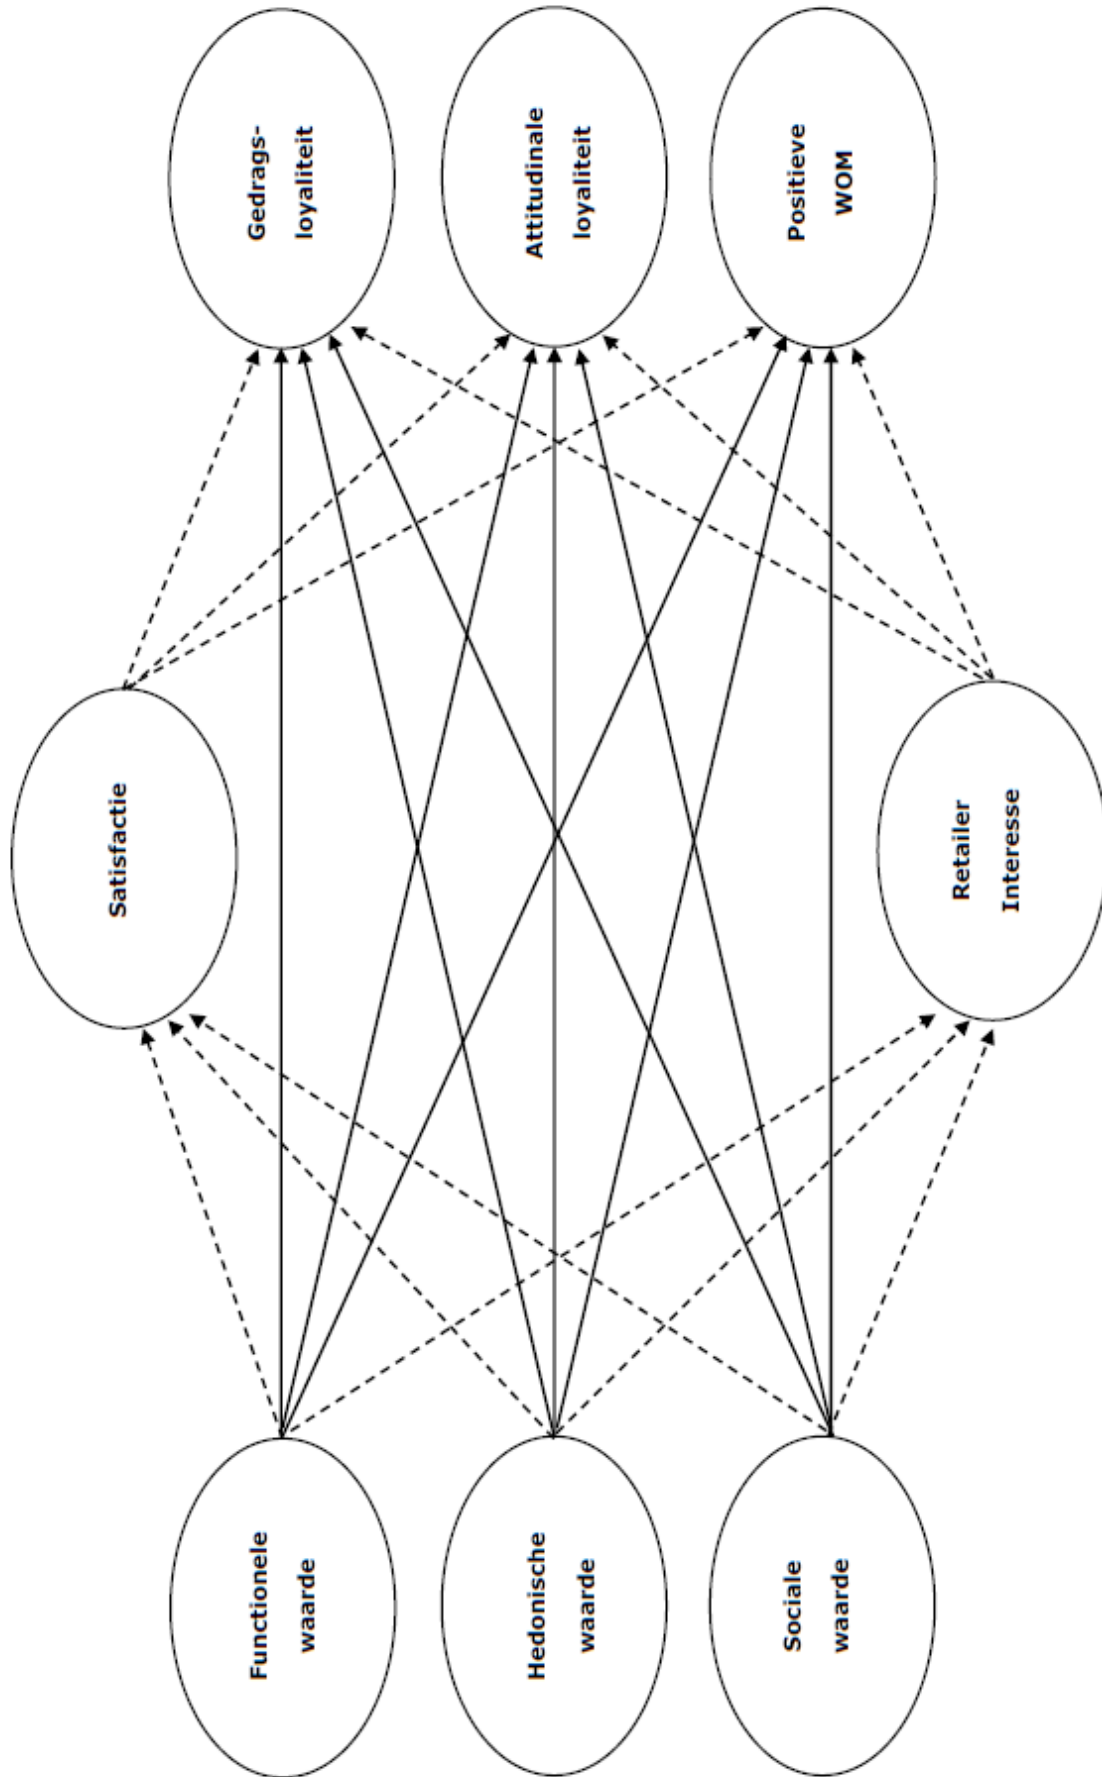 Satisfactie
Functionele
waarde
Gedrags-
loyaliteit
Hedonische
waarde
Attitudinale
loyaliteit
Sociale
waarde
Positieve
WOM
Retailer
Interesse